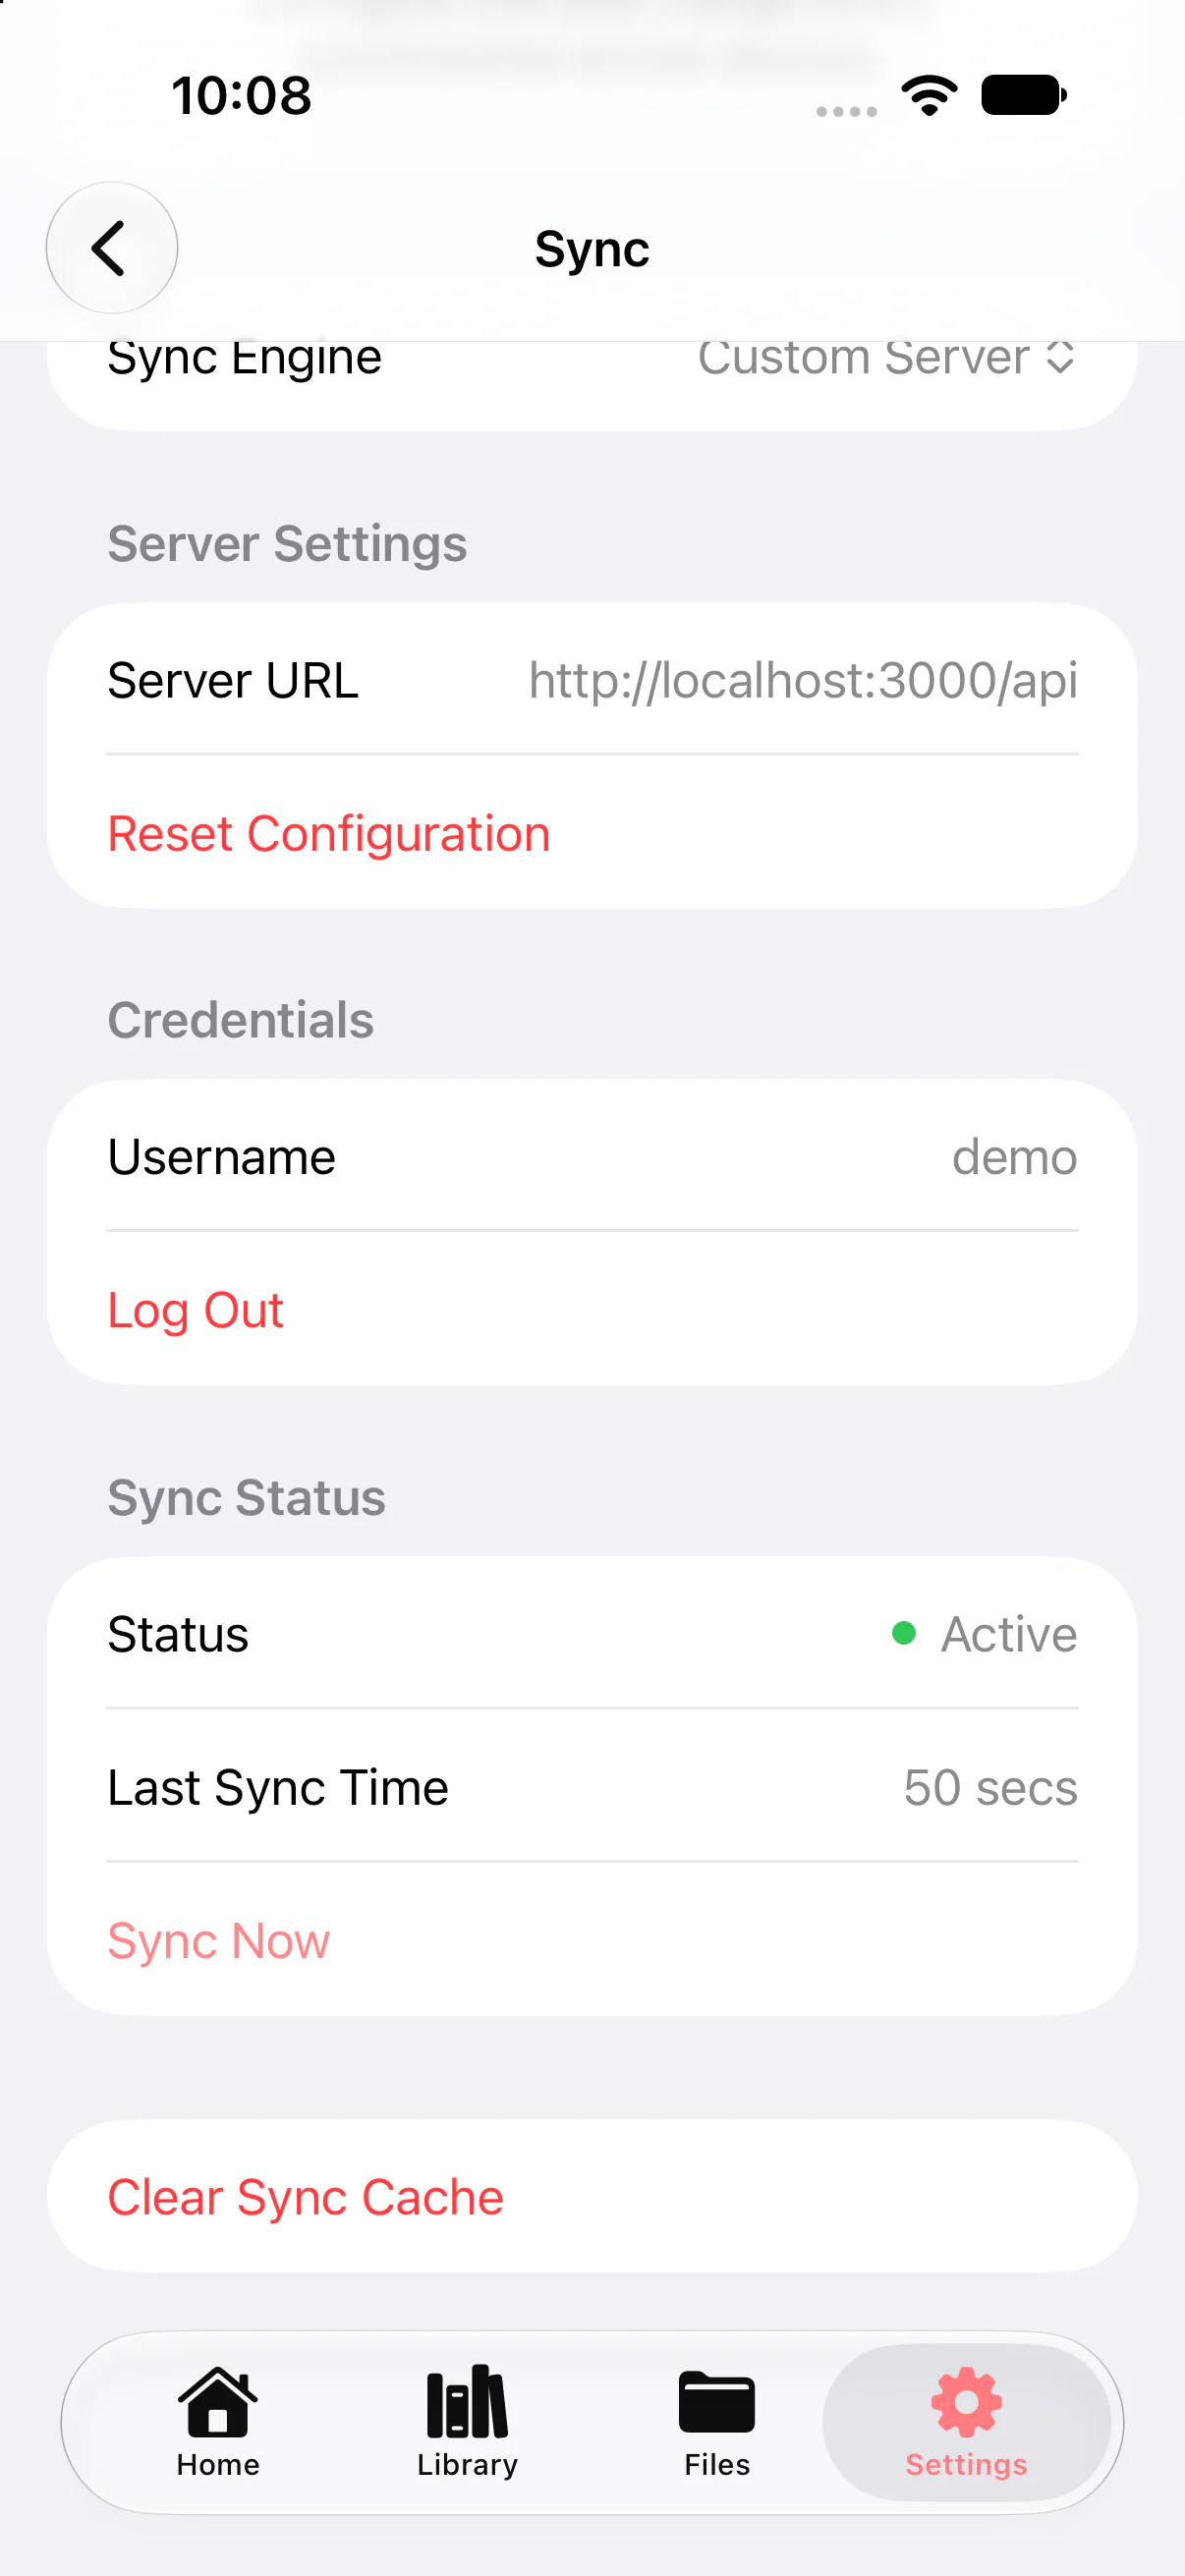 10:08
Sync
Sync Engine Custom Server
Server Settings
Server URL http://localhost:3000/api
Reset Configuration
Credentials
Username demo
Log Out
Sync Status
Status Active
Last Sync Time 50 secs
Sync Now
Clear Sync Cache
Home Library Files Settings